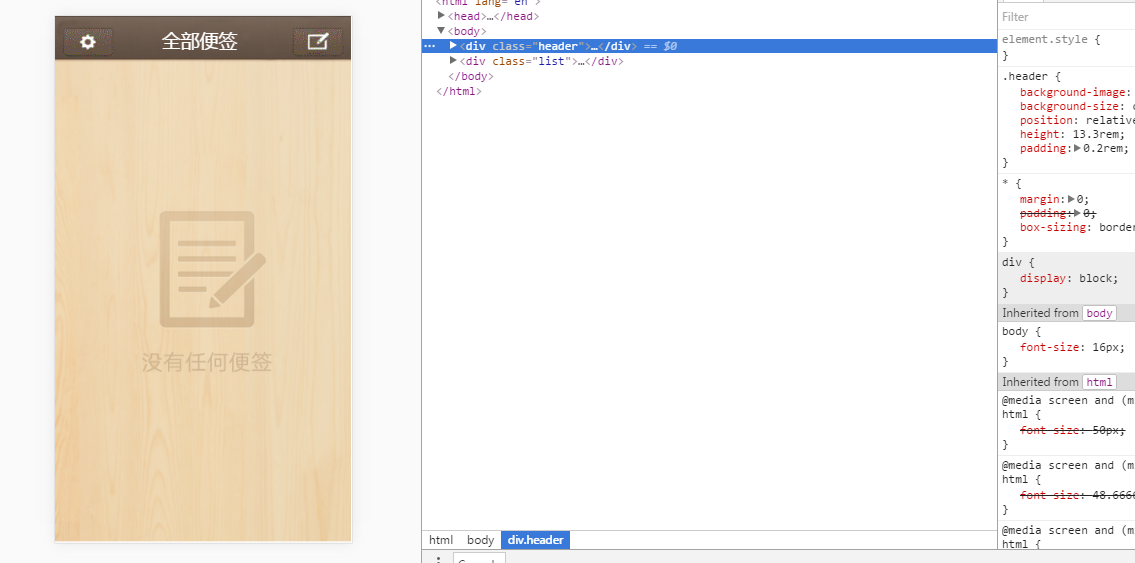 全部便签
没有任何便签
<html lang="en">
▶<head>…</head>
▼<body>
… ▶<div class="header">…</div> == $0
▶<div class="list">…</div>
</body>
</html>
html body div.header
Filter
element.style {
}
.header {
background-image:
background-size:
position: relative
height: 13.3rem;
padding:▶0.2rem;
}
* {
margin:▶0;
padding:▶0;
box-sizing: border
}
div {
display: block;
}
Inherited from body
body {
font-size: 16px;
}
Inherited from html
@media screen and (m
html {
font-size: 50px;
}
@media screen and (m
html {
font-size: 48.6666
}
@media screen and (m
html {